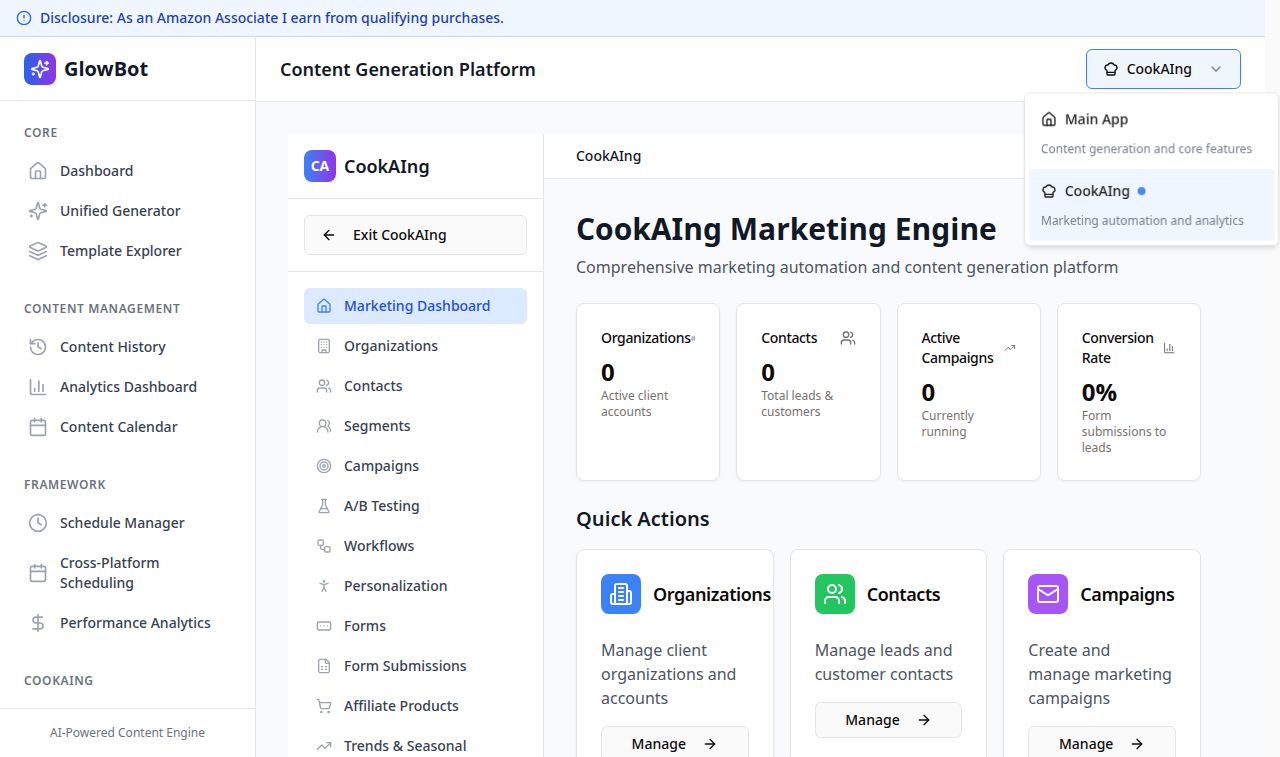 Disclosure: As an Amazon Associate I earn from qualifying purchases.
GlowBot
CORE
Dashboard
Unified Generator
Template Explorer
CONTENT MANAGEMENT
Content History
Analytics Dashboard
Content Calendar
FRAMEWORK
Schedule Manager
Cross-Platform
Scheduling
Performance Analytics
COOKAING
AI-Powered Content Engine
Content Generation Platform
CookAIng
Main App
Content generation and core features
CookAIng
Marketing automation and analytics
CA CookAIng
Exit CookAIng
Marketing Dashboard
Organizations
Contacts
Segments
Campaigns
A/B Testing
Workflows
Personalization
Forms
Form Submissions
Affiliate Products
Trends & Seasonal
CookAIng
CookAIng Marketing Engine
Comprehensive marketing automation and content generation platform
Organizations
0
Active client
accounts
Contacts
0
Total leads &
customers
Active
Campaigns
0
Currently
running
Conversion
Rate
0%
Form
submissions to
leads
Quick Actions
Organizations
Manage client
organizations and
accounts
Manage
Contacts
Manage leads and
customer contacts
Manage
Campaigns
Create and
manage marketing
campaigns
Manage